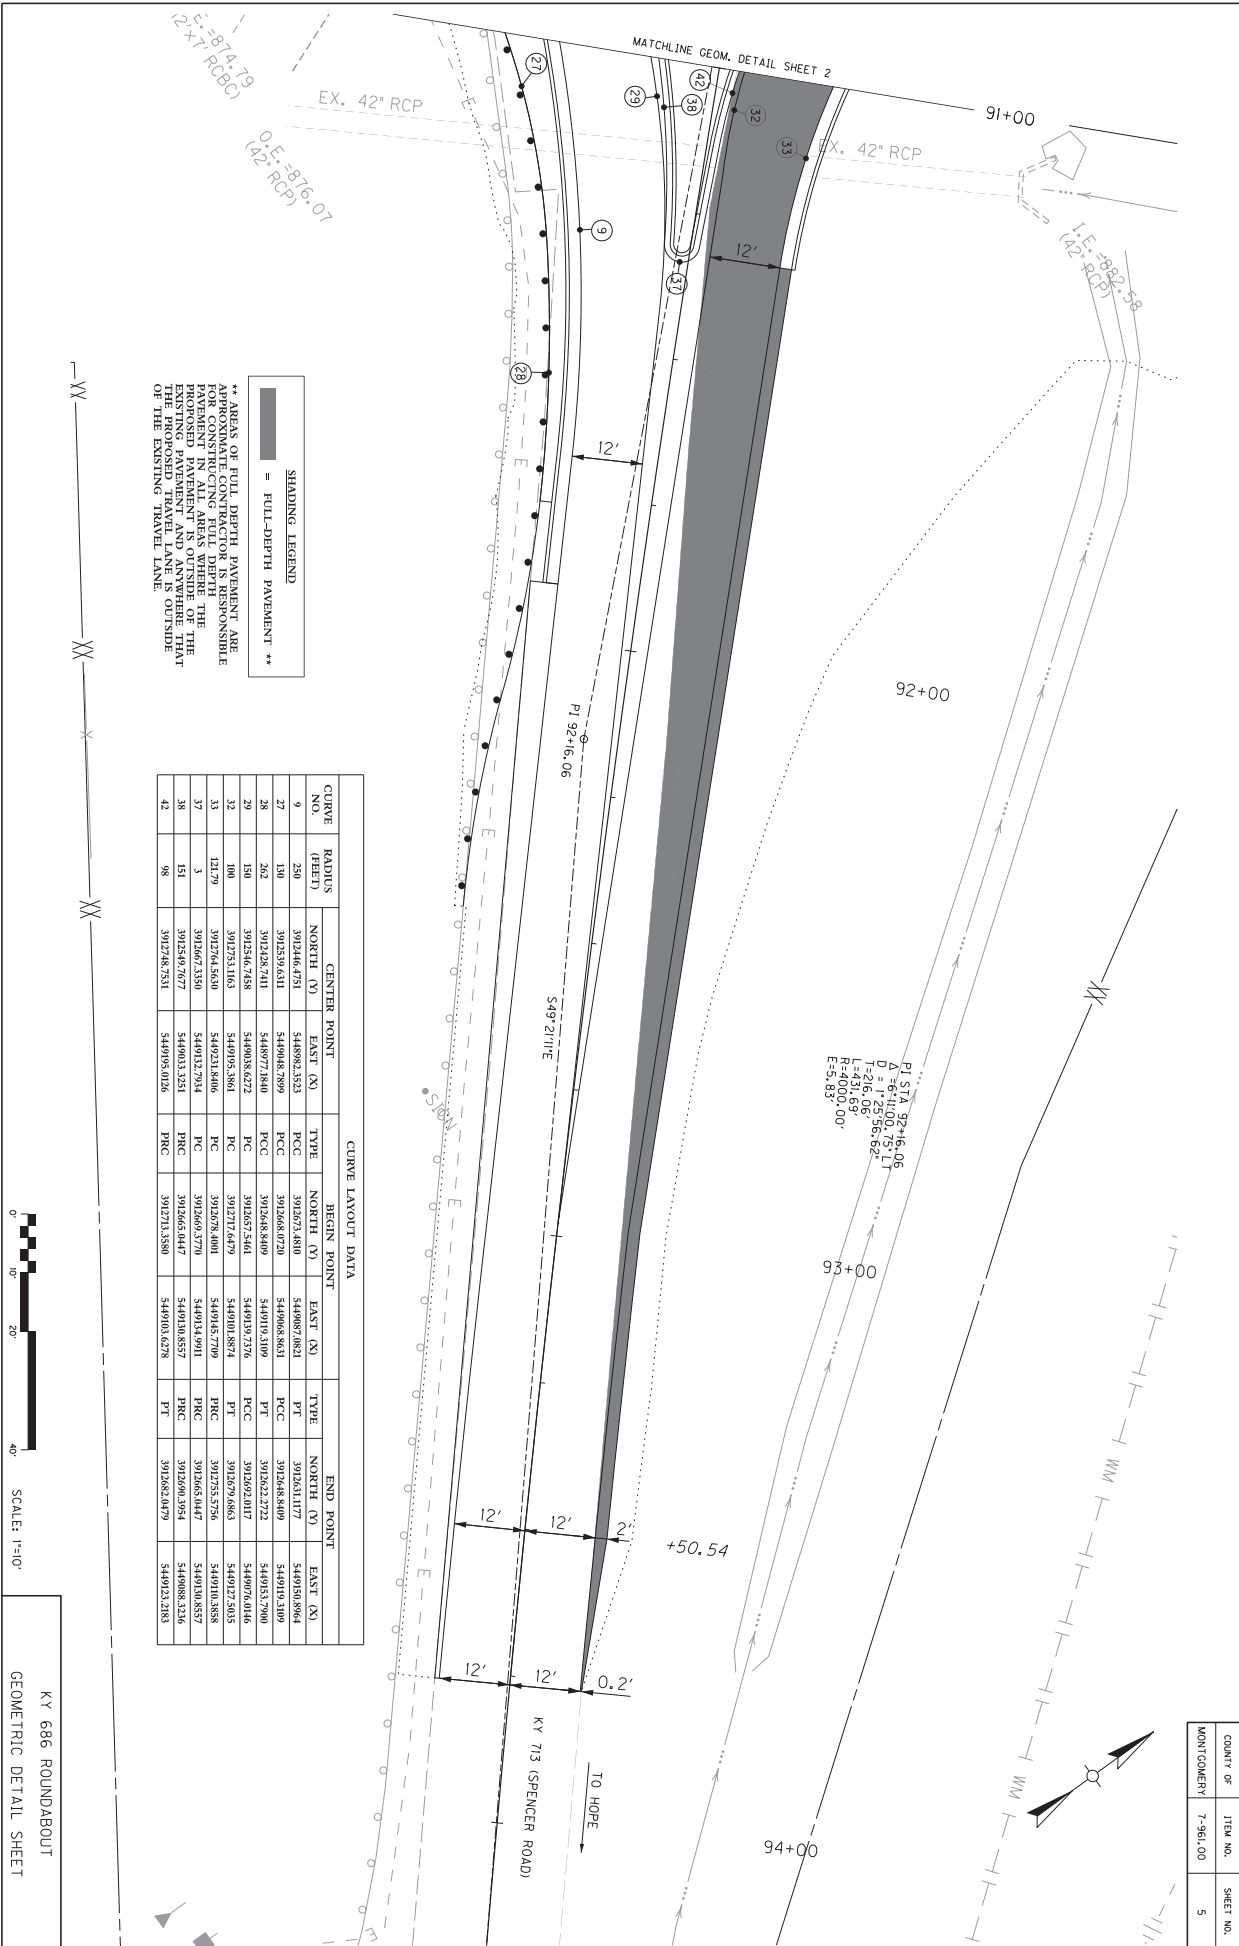 COUNTY OF ITEM NO. SHEET NO.
MONTGOMERY 7-961.00 5
MATCHLINE GEOM. DETAIL SHEET 2
91+00
EX. 42" RCP
EX. 42" RCP
E.=874.79
12'x7' RCBC)
O.E.=876.07
(42" RCP)
I.E.=882.58
(42" RCP)
27
29
38
42
32
33
9
37
28
12'
12'
92+00
PI 92+16.06
S49°21'11"E
PI STA 92+16.06
Δ =6°11'00.75" LT
D = 1°25'56.62"
T=216.06'
L=431.69'
R=4000.00'
E=5.83'
93+00
SIGN
12' 12' 2'
+50.54
12' 12' 0.2'
KY 713 (SPENCER ROAD)
TO HOPE
94+00
WM
WM
E
E
E
E
E
E
E
SHADING LEGEND
= FULL-DEPTH PAVEMENT **
** AREAS OF FULL DEPTH PAVEMENT ARE
APPROXIMATE. CONTRACTOR IS RESPONSIBLE
FOR CONSTRUCTNG FULL DEPTH
PAVEMENT IN ALL AREAS WHERE THE
PROPOSED PAVEMENT IS OUTSIDE OF THE
EXISTING PAVEMENT AND ANYWHERE THAT
THE PROPOSED TRAVEL LANE IS OUTSIDE
OF THE EXISTING TRAVEL LANE.
CURVE LAYOUT DATA
CURVE NO. RADIUS (FEET) CENTER POINT BEGIN POINT END POINT
NORTH (Y) EAST (X) TYPE NORTH (Y) EAST (X) TYPE NORTH (Y) EAST (X)
9 250 3912446.4751 5448982.3523 PCC 3912673.4810 5449087.0821 PT 3912631.1177 5449150.8964
27 130 3912539.6311 5449048.7899 PCC 3912668.0720 5449068.8631 PCC 3912648.8409 5449119.3109
28 262 3912428.7411 5448977.1840 PCC 3912648.8409 5449119.3109 PT 3912622.2722 5449153.7900
29 150 3912546.7458 5449038.6272 PC 3912657.5461 5449139.7376 PCC 3912692.0117 5449076.0146
32 100 3912753.1163 5449195.3861 PC 3912717.6479 5449101.8874 PT 3912679.6863 5449127.5035
33 121.79 3912764.5630 5449231.8406 PC 3912678.4001 5449145.7709 PRC 3912755.5756 5449110.3858
37 3 3912667.3350 5449132.7934 PC 3912669.3770 5449134.9911 PRC 3912665.0447 5449130.8557
38 151 3912549.7677 5449033.3251 PRC 3912665.0447 5449130.8557 PRC 3912690.3954 5449088.3236
42 98 3912748.7531 5449195.0126 PRC 3912713.3580 5449103.6278 PT 3912682.0479 5449123.2183
0' 10' 20' 40'
SCALE: 1"=10'
KY 686 ROUNDABOUT
GEOMETRIC DETAIL SHEET